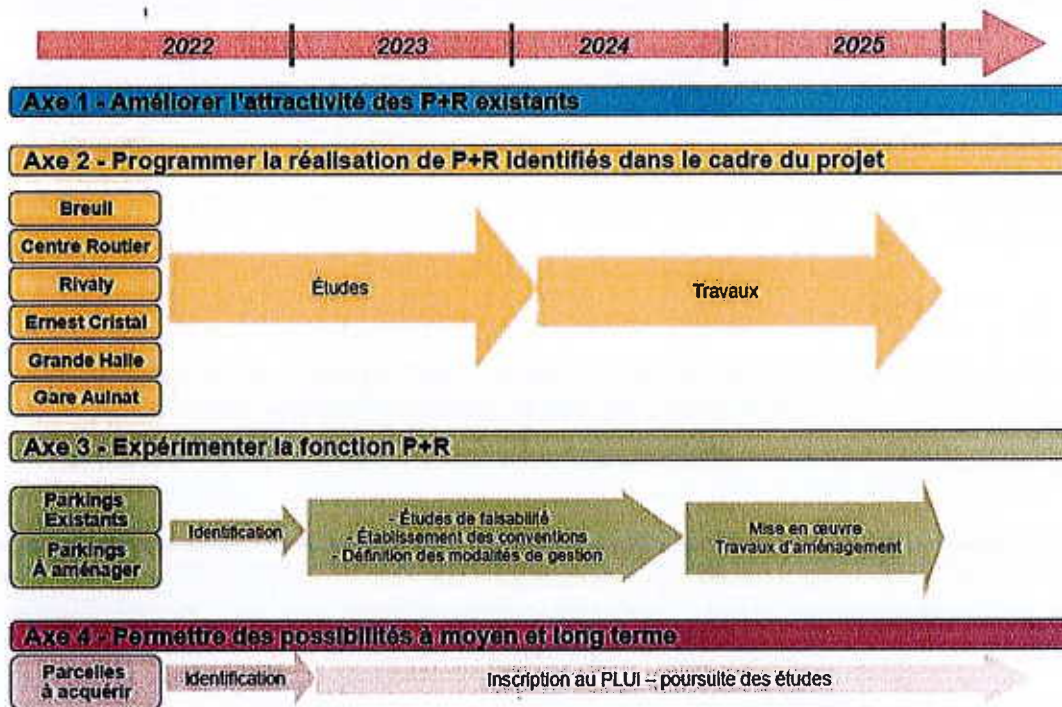 2022 2023 2024 2025
Axe 1 - Améliorer l'attractivité des P+R existants
Axe 2 - Programmer la réalisation de P+R identifiés dans le cadre du projet
Breuil
Centre Routier
Rivaly
Ernest Cristal
Grande Halle
Gare Aulnat
Études
Travaux
Axe 3 - Expérimenter la fonction P+R
Parkings
Existants
Parkings
À aménager
Identification
- Études de faisabilité
- Établissement des conventions
- Définition des modalités de gestion
Mise en œuvre
Travaux d'aménagement
Axe 4 - Permettre des possibilités à moyen et long terme
Parcelles
à acquérir
Identification
Inscription au PLUI – poursuite des études